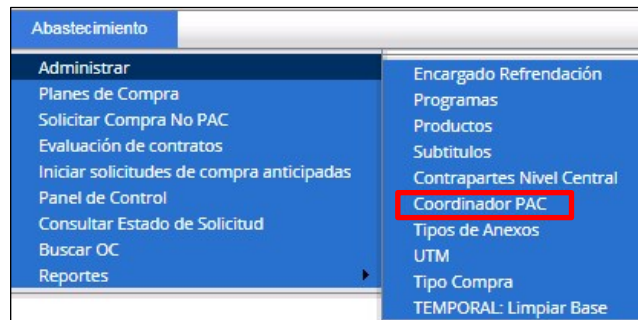 Abastecimiento
Administrar
Planes de Compra
Solicitar Compra No PAC
Evaluación de contratos
Iniciar solicitudes de compra anticipadas
Panel de Control
Consultar Estado de Solicitud
Buscar OC
Reportes
Encargado Refrendación
Programas
Productos
Subtitulos
Contrapartes Nivel Central
Coordinador PAC
Tipos de Anexos
UTM
Tipo Compra
TEMPORAL: Limpiar Base